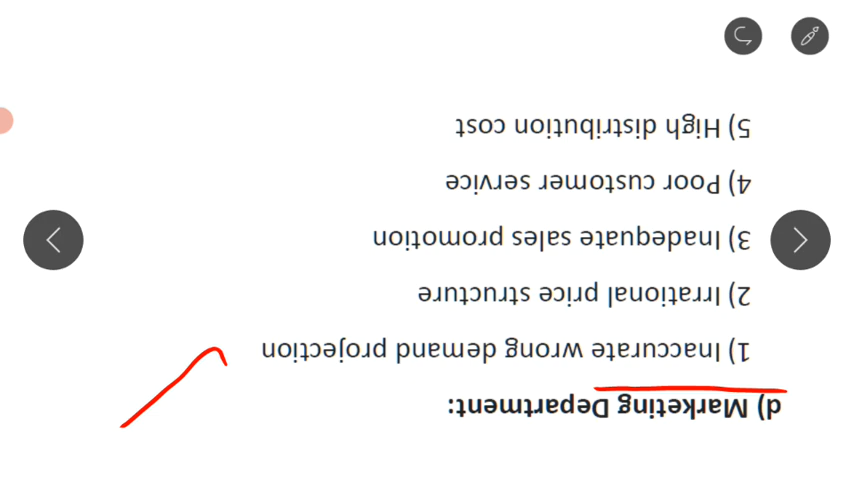 d) Marketing Department:
1) Inaccurate wrong demand projection
2) Irrational price structure
3) Inadequate sales promotion
4) Poor customer service
5) High distribution cost